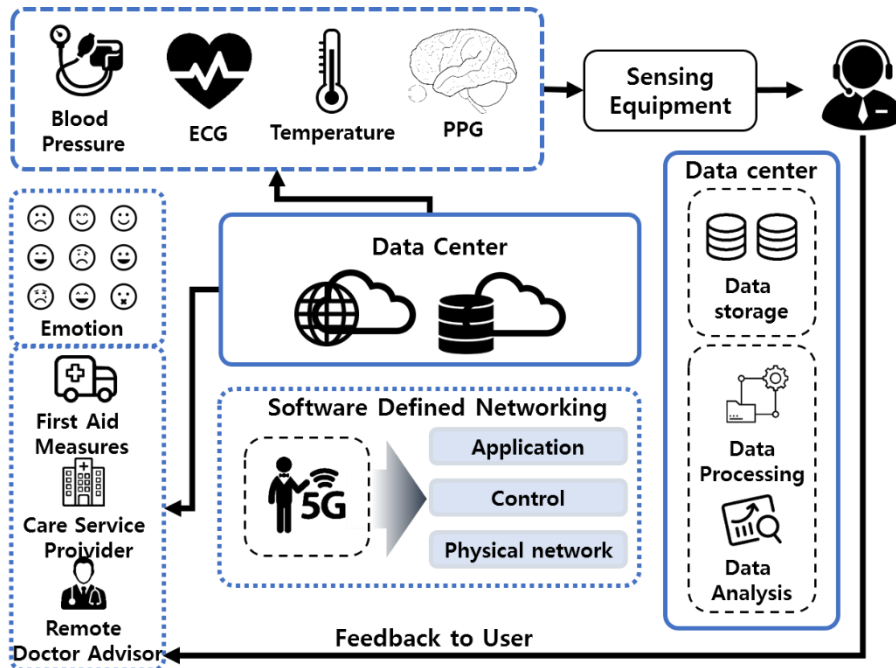 Blood
Pressure
ECG
Temperature
PPG
Sensing
Equipment
Data center
Data
storage
Data
Processing
Data
Analysis
Emotion
Data Center
First Aid
Measures
Care Service
Proivider
Remote
Doctor Advisor
Software Defined Networking
5G
Application
Control
Physical network
Feedback to User